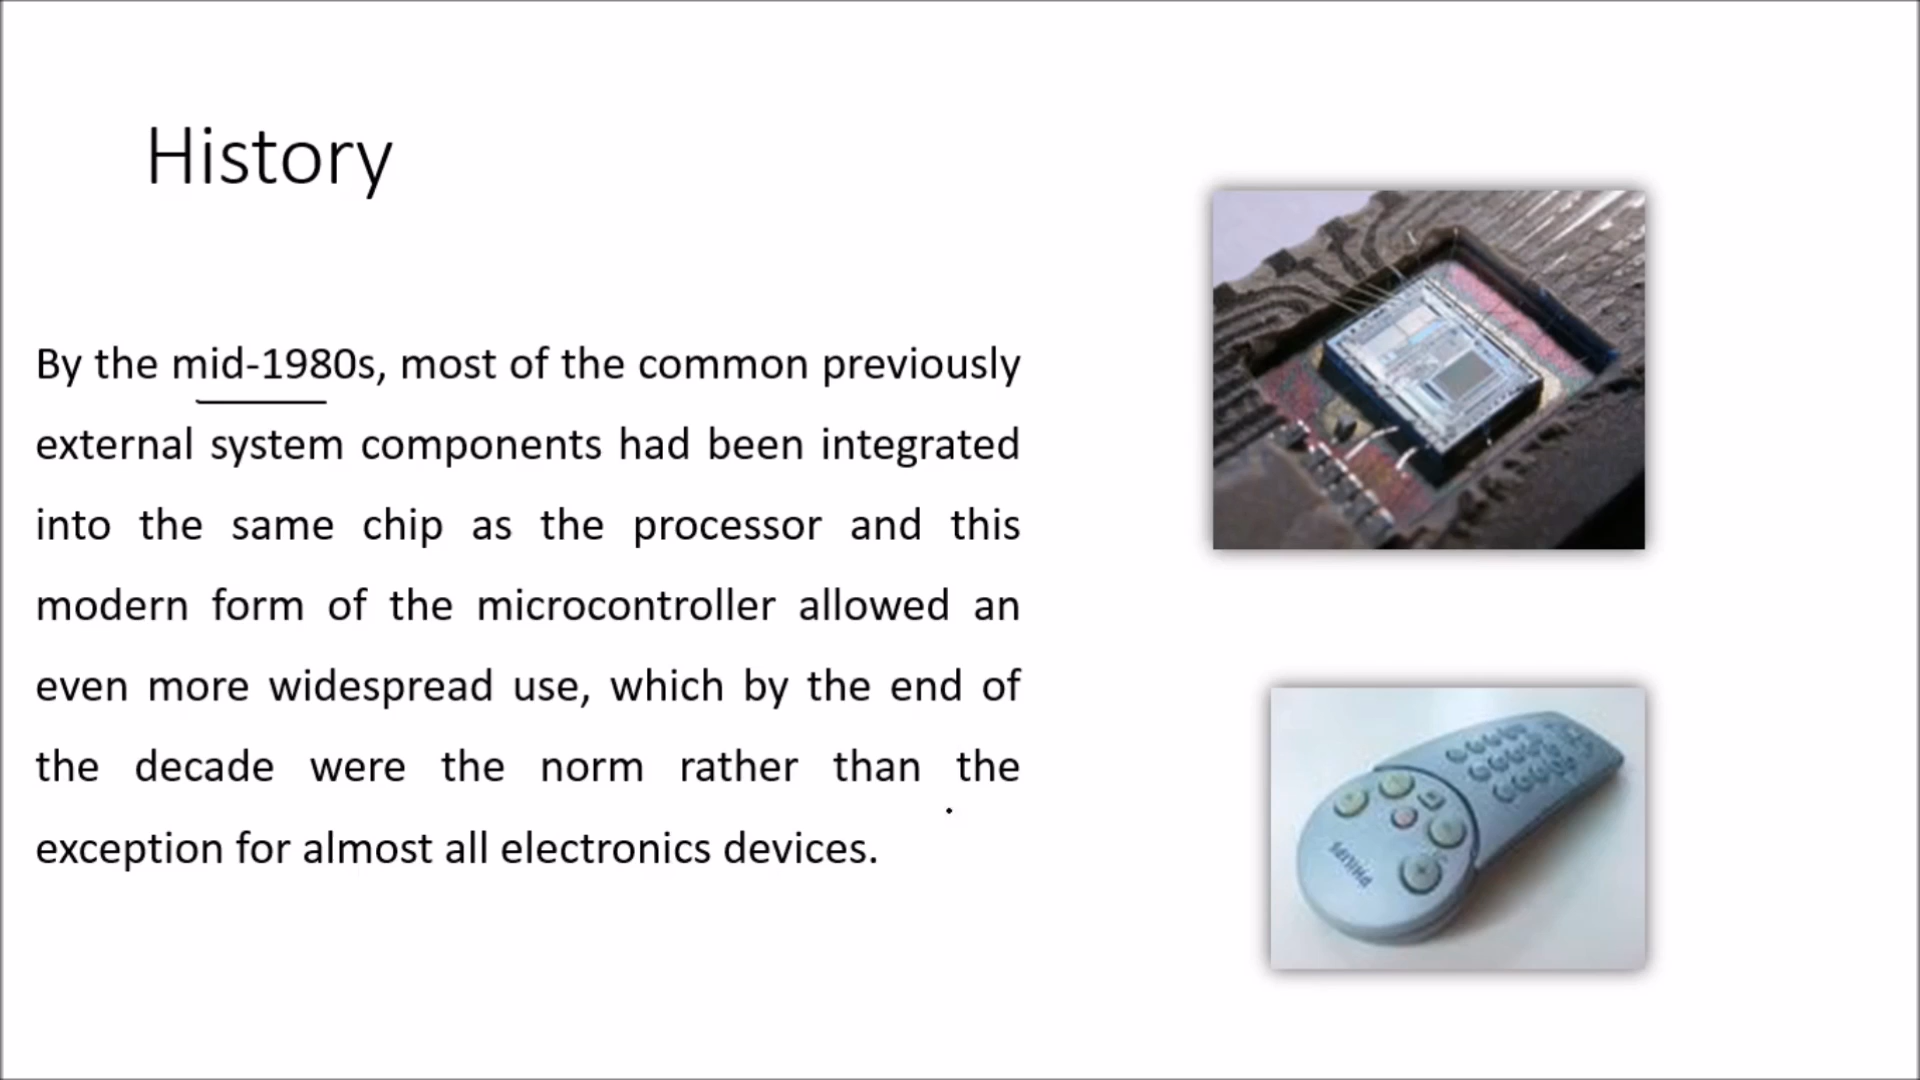 History
By the mid-1980s, most of the common previously
external system components had been integrated
into the same chip as the processor and this
modern form of the microcontroller allowed an
even more widespread use, which by the end of
the decade were the norm rather than the
exception for almost all electronics devices.
PHILIPS